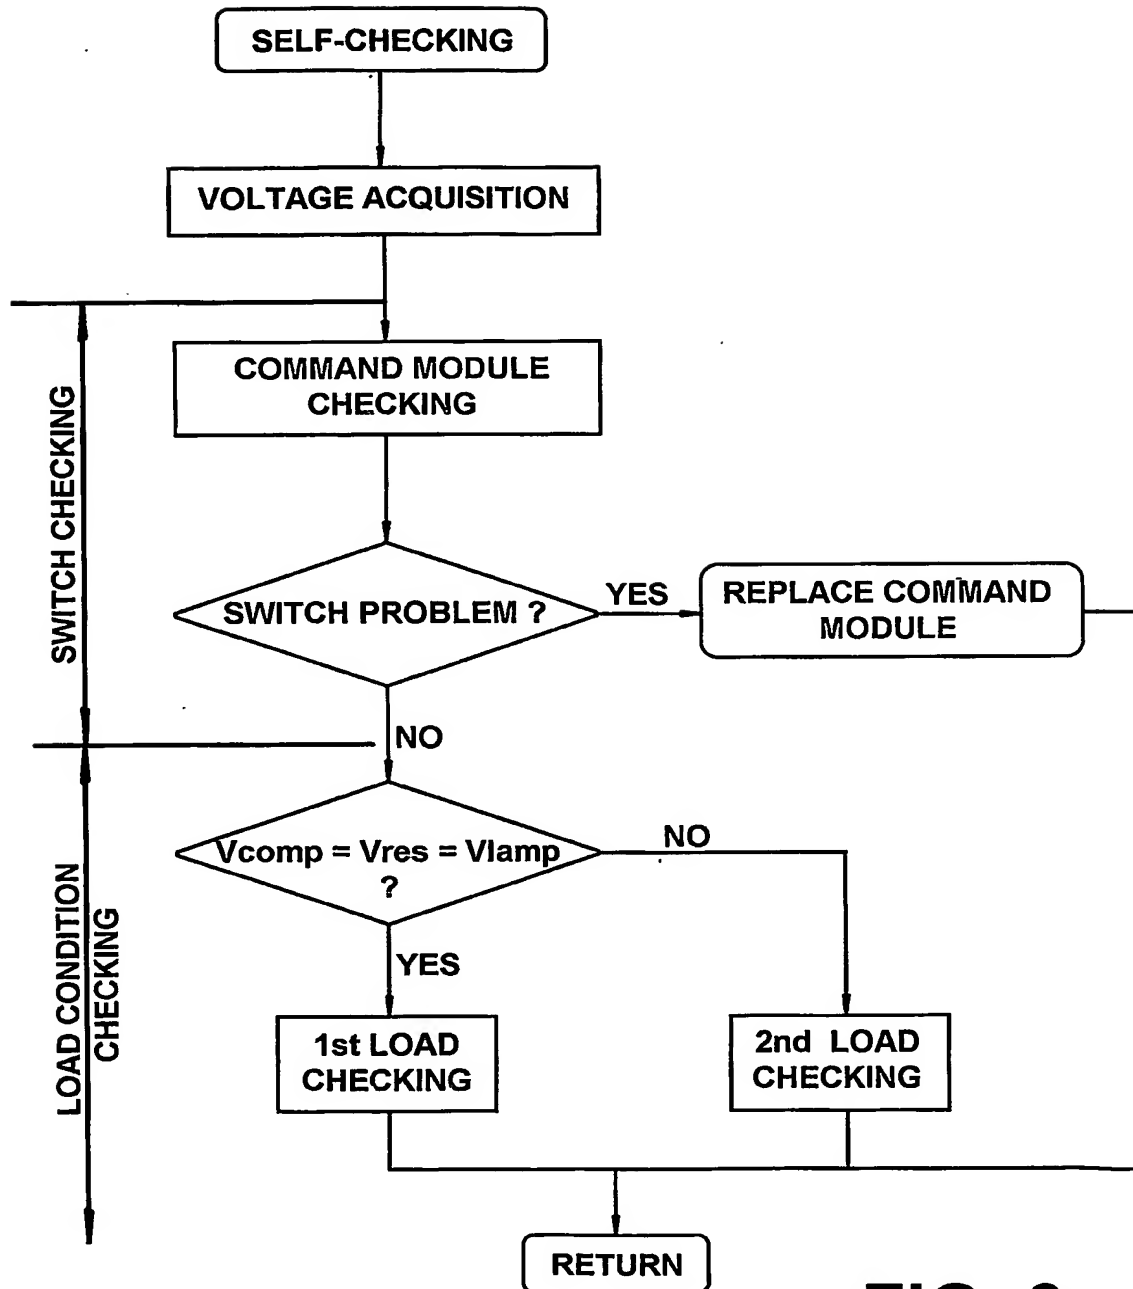 SELF-CHECKING
VOLTAGE ACQUISITION
COMMAND MODULE
CHECKING
SWITCH CHECKING
SWITCH PROBLEM ?
YES
REPLACE COMMAND
MODULE
NO
Vcomp = Vres = Vlamp
?
NO
YES
LOAD CONDITION
CHECKING
1st LOAD
CHECKING
2nd LOAD
CHECKING
RETURN